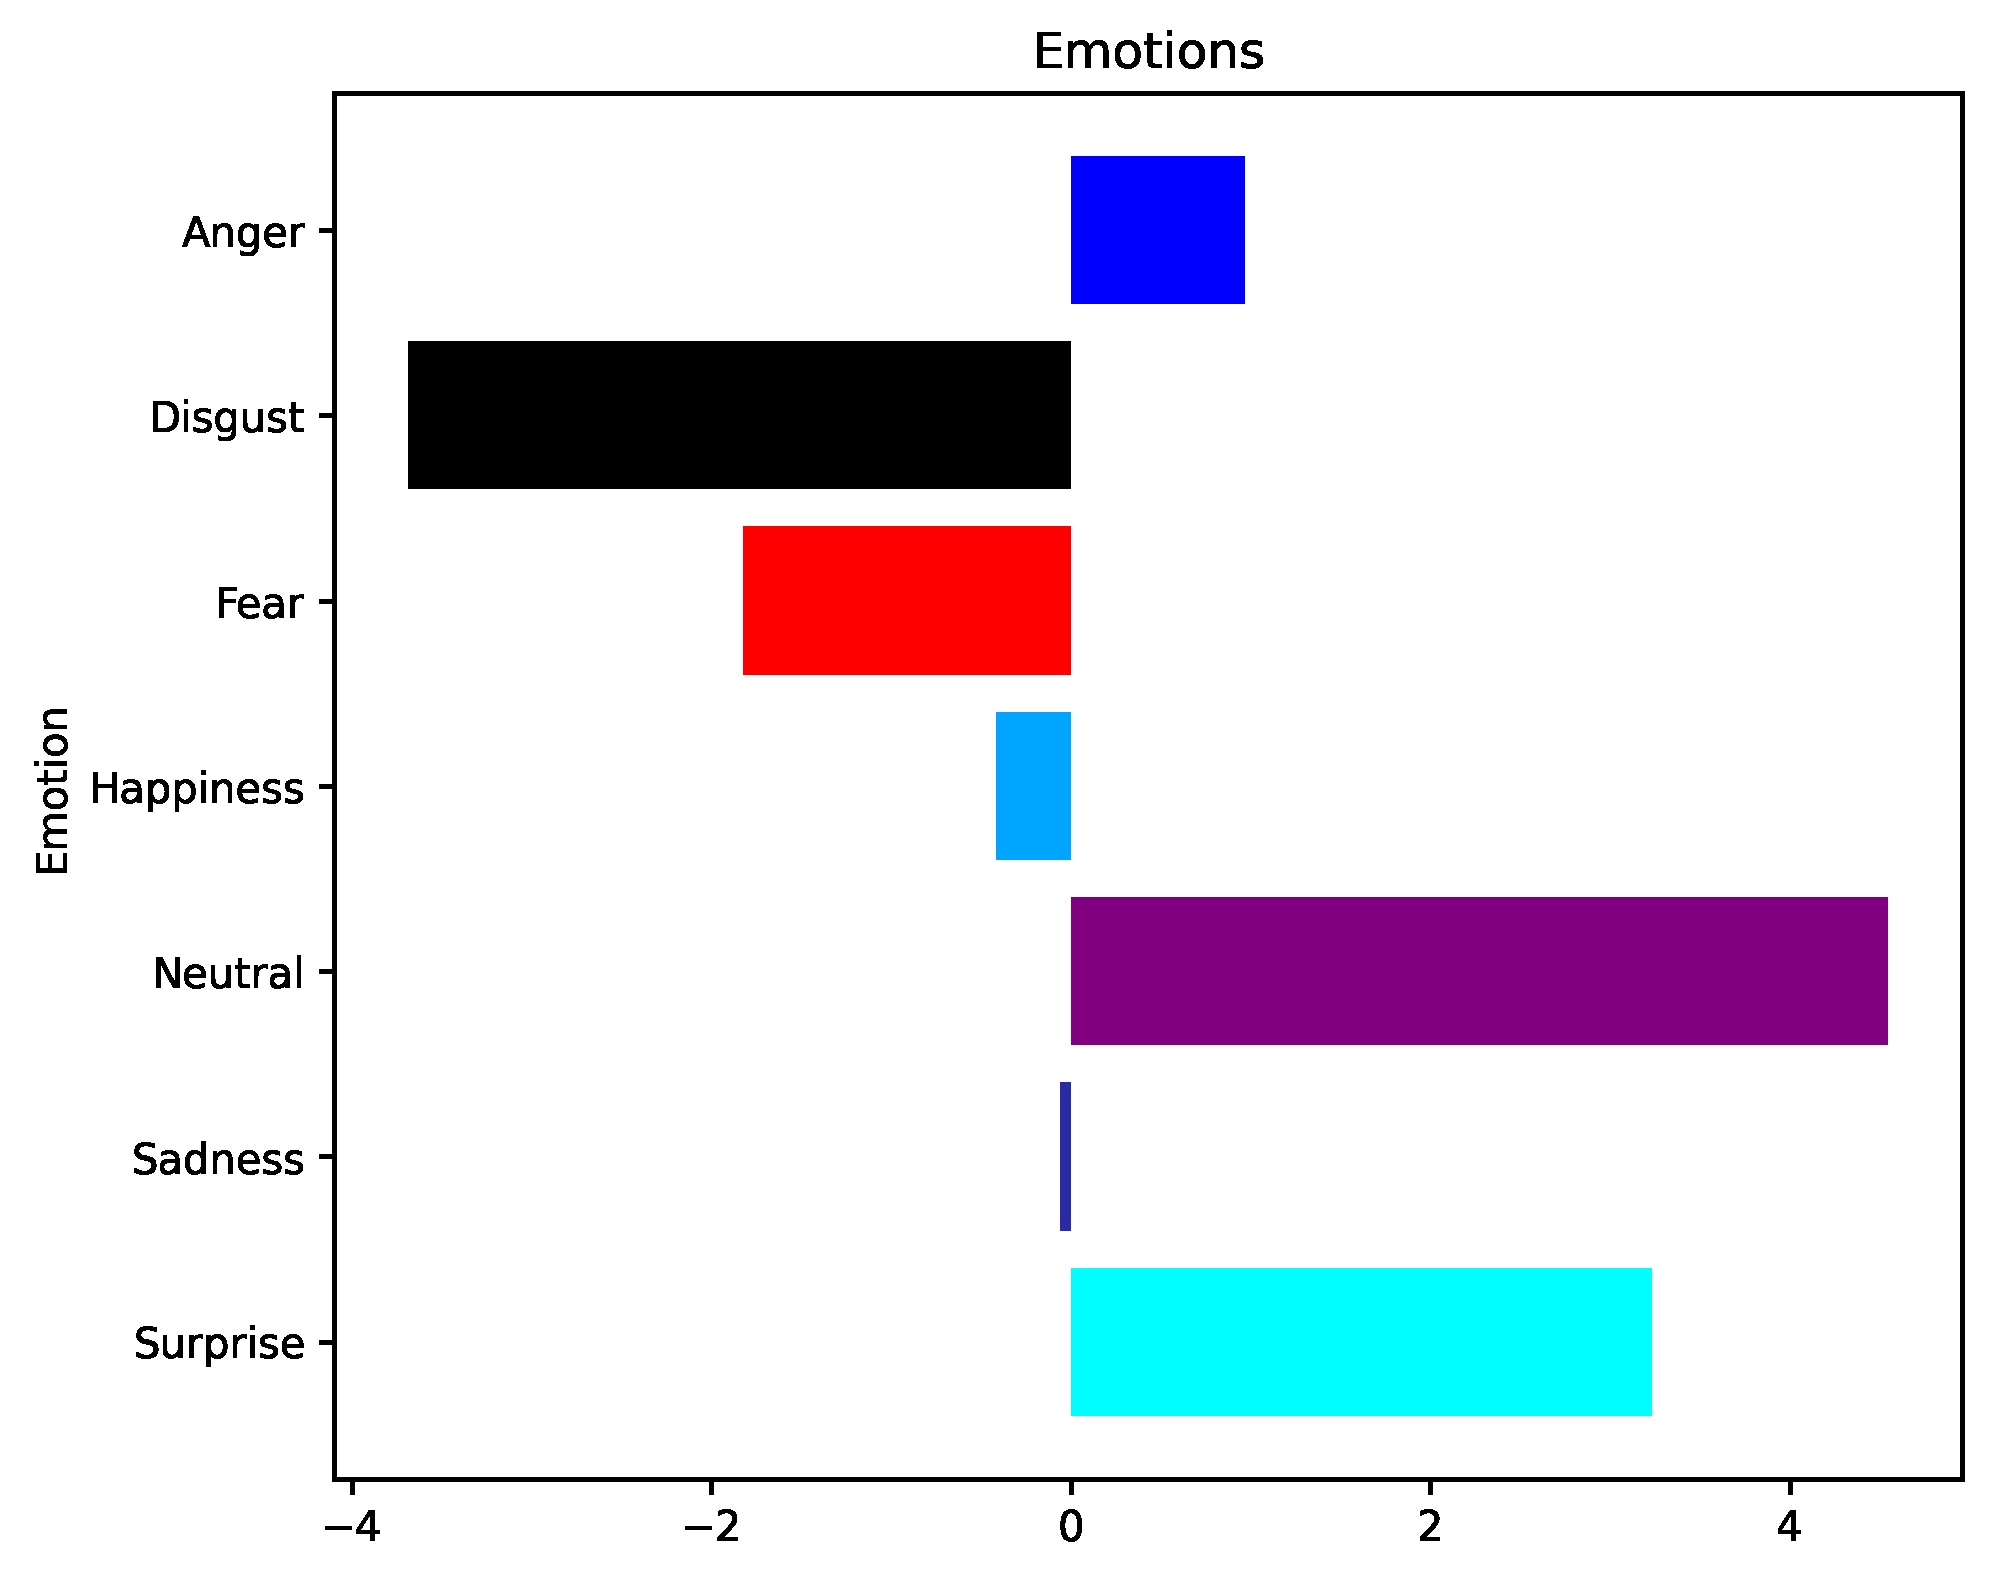 Emotions
Anger
Disgust
Fear
Happiness
Neutral
Sadness
Surprise
Emotion
−4
−2
0
2
4